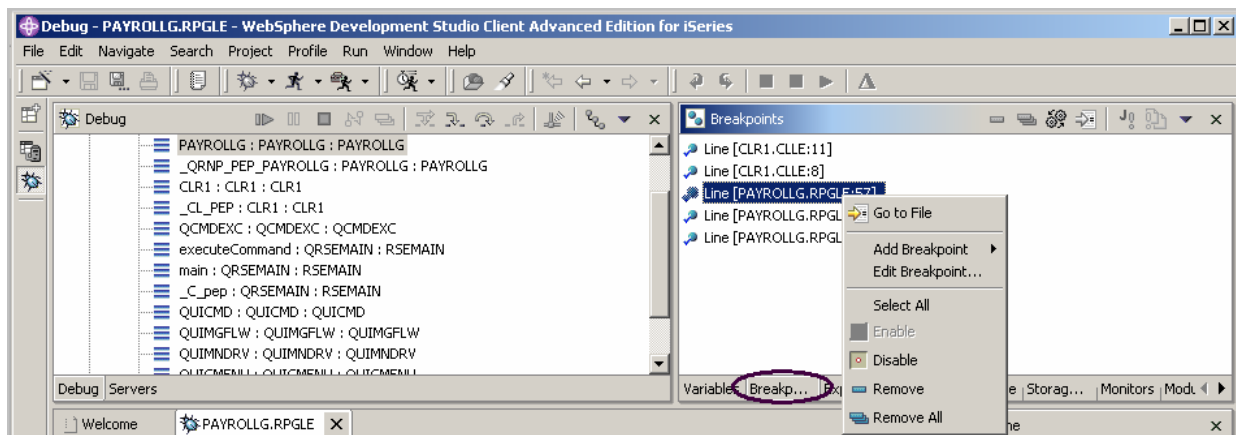 Debug - PAYROLLG.RPGLE - WebSphere Development Studio Client Advanced Edition for iSeries
File Edit Navigate Search Project Profile Run Window Help
Debug
PAYROLLG : PAYROLLG : PAYROLLG
_QRNP_PEP_PAYROLLG : PAYROLLG : PAYROLLG
CLR1 : CLR1 : CLR1
_CL_PEP : CLR1 : CLR1
QCMDEXC : QCMDEXC : QCMDEXC
executeCommand : QRSEMAIN : RSEMAIN
main : QRSEMAIN : RSEMAIN
_C_pep : QRSEMAIN : RSEMAIN
QUICMD : QUICMD : QUICMD
QUIMGFLW : QUIMGFLW : QUIMGFLW
QUIMNDRV : QUIMNDRV : QUIMNDRV
QUICMENU : QUICMENU : QUICMENU
Debug Servers
Breakpoints
Line [CLR1.CLLE:11]
Line [CLR1.CLLE:8]
Line [PAYROLLG.RPGLE:57]
Line [PAYROLLG.RPGL
Line [PAYROLLG.RPGL
Go to File
Add Breakpoint
Edit Breakpoint...
Select All
Enable
Disable
Remove
Remove All
Variables Breakp... Storag... Monitors Modu
Welcome PAYROLLG.RPGLE